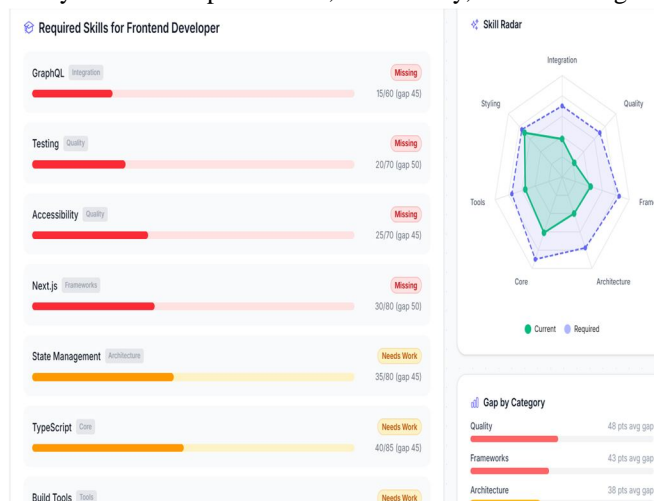 Required Skills for Frontend Developer
GraphQL Integration Missing
15/60 (gap 45)
Testing Quality Missing
20/70 (gap 50)
Accessibility Quality Missing
25/70 (gap 45)
Next.js Frameworks Missing
30/80 (gap 50)
State Management Architecture Needs Work
35/80 (gap 45)
TypeScript Core Needs Work
40/85 (gap 45)
Build Tools Tools Needs Work
Skill Radar
Integration
Styling Quality
Tools Fram
Core Architecture
Current Required
Gap by Category
Quality 48 pts avg gap
Frameworks 43 pts avg gap
Architecture 38 pts avg gap